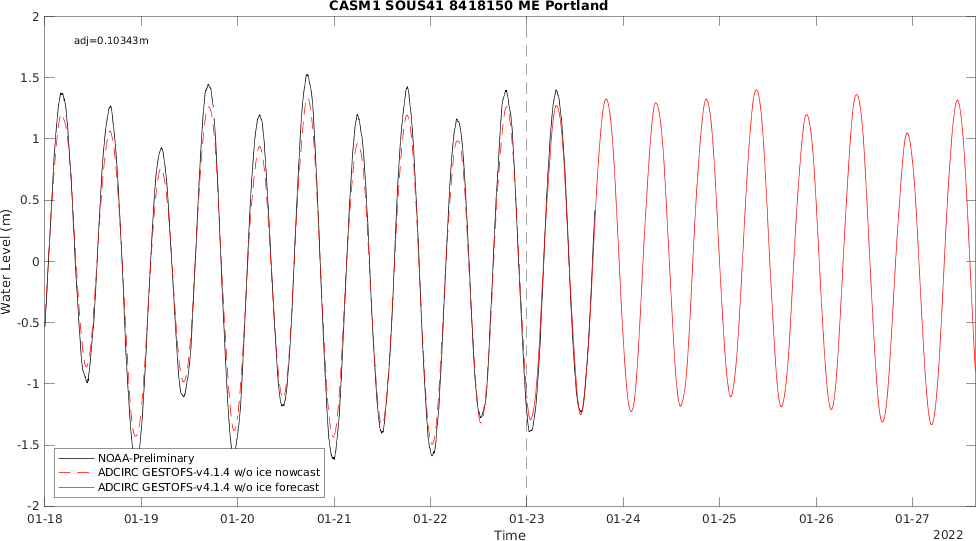 CASM1 SOUS41 8418150 ME Portland
adj=0.10343m
2
1.5
1
0.5
0
-0.5
-1
-1.5
-2
Water Level (m)
NOAA-Preliminary
ADCIRC GESTOFS-v4.1.4 w/o ice nowcast
ADCIRC GESTOFS-v4.1.4 w/o ice forecast
01-18 01-19 01-20 01-21 01-22 01-23 01-24 01-25 01-26 01-27
Time
2022